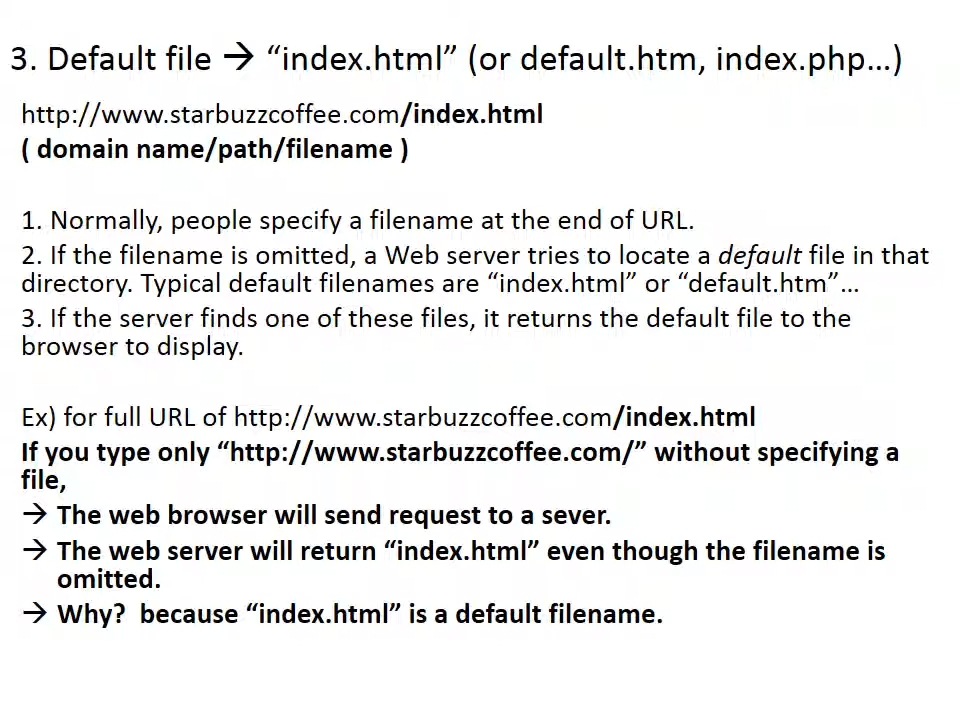 3. Default file → “index.html” (or default.htm, index.php…)
http://www.starbuzzcoffee.com/index.html
( domain name/path/filename )
1. Normally, people specify a filename at the end of URL.
2. If the filename is omitted, a Web server tries to locate a default file in that
directory. Typical default filenames are “index.html” or “default.htm”…
3. If the server finds one of these files, it returns the default file to the
browser to display.
Ex) for full URL of http://www.starbuzzcoffee.com/index.html
If you type only “http://www.starbuzzcoffee.com/” without specifying a
file,
→ The web browser will send request to a sever.
→ The web server will return “index.html” even though the filename is
omitted.
→ Why?  because “index.html” is a default filename.